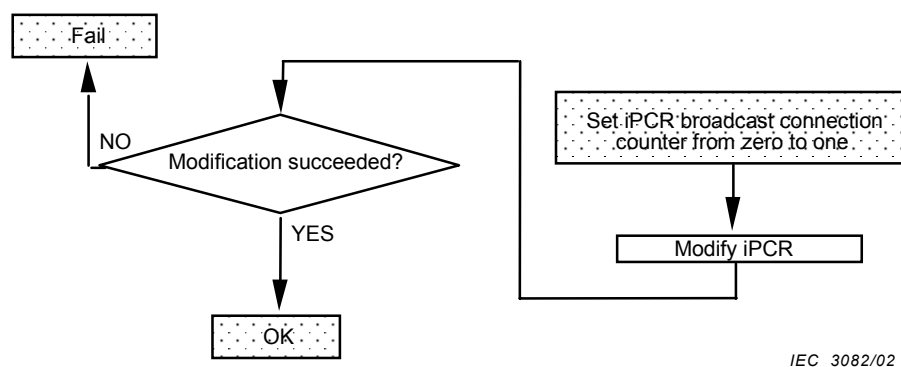 Fail
Set iPCR broadcast connection
counter from zero to one
NO
Modification succeeded?
YES
Modify iPCR
OK
IEC 3082/02